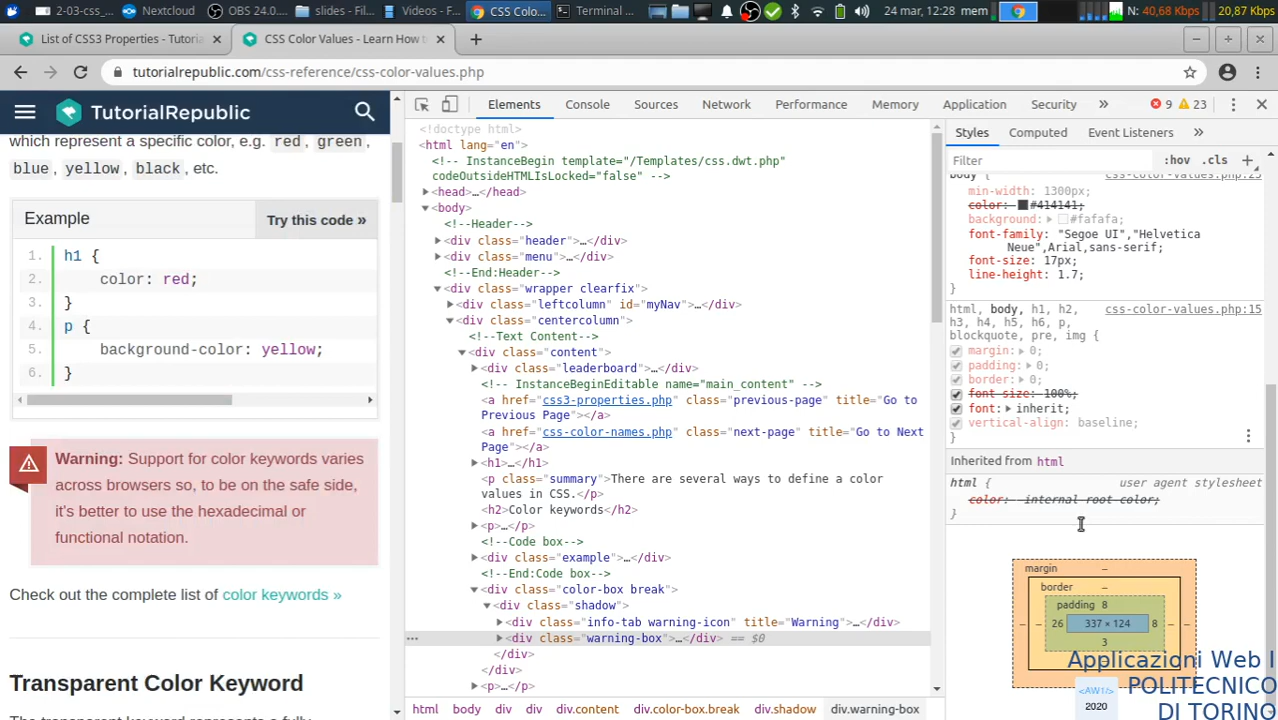 2-03-css_...
Nextcloud
OBS 24.0....
slides - Fil...
Videos - F...
CSS Colo...
Terminal ...
24 mar, 12:28 mem
N: 40,68 Kbps
20,87 Kbps
List of CSS3 Properties - Tutoria
CSS Color Values - Learn How to
tutorialrepublic.com/css-reference/css-color-values.php
TutorialRepublic
which represent a specific color, e.g. red, green,
blue, yellow, black, etc.
Example
Try this code »
1. h1 {
2. color: red;
3. }
4. p {
5. background-color: yellow;
6. }
Warning: Support for color keywords varies
across browsers so, to be on the safe side,
it's better to use the hexadecimal or
functional notation.
Check out the complete list of color keywords »
Transparent Color Keyword
Elements
Console
Sources
Network
Performance
Memory
Application
Security
»
9
23
<!doctype html>
<html lang="en">
<!-- InstanceBegin template="/Templates/css.dwt.php"
codeOutsideHTMLIsLocked="false" -->
<head>…</head>
<body>
<!--Header-->
<div class="header">…</div>
<div class="menu">…</div>
<!--End:Header-->
<div class="wrapper clearfix">
<div class="leftcolumn" id="myNav">…</div>
<div class="centercolumn">
<!--Text Content-->
<div class="content">
<div class="leaderboard">…</div>
<!-- InstanceBeginEditable name="main_content" -->
<a href="css3-properties.php" class="previous-page" title="Go to
Previous Page"></a>
<a href="css-color-names.php" class="next-page" title="Go to Next
Page"></a>
<h1>…</h1>
<p class="summary">There are several ways to define a color
values in CSS.</p>
<h2>Color keywords</h2>
<p>…</p>
<!--Code box-->
<div class="example">…</div>
<!--End:Code box-->
<div class="color-box break">
<div class="shadow">
<div class="info-tab warning-icon" title="Warning">…</div>
<div class="warning-box">…</div> == $0
</div>
</div>
<p>…</p>
html body div div div.content div.color-box.break div.shadow div.warning-box
Styles
Computed
Event Listeners
»
Filter
:hov .cls +
body {
css-color-values.php:25
min-width: 1300px;
color: #414141;
background: #fafafa;
font-family: "Segoe UI","Helvetica
Neue",Arial,sans-serif;
font-size: 17px;
line-height: 1.7;
}
html, body, h1, h2,
css-color-values.php:15
h3, h4, h5, h6, p,
blockquote, pre, img {
margin: 0;
padding: 0;
border: 0;
font-size: 100%;
font: inherit;
vertical-align: baseline;
}
Inherited from html
html {
user agent stylesheet
color: -internal-root-color;
}
margin –
border –
padding 8
– – 26 337 × 124 8 – –
3
Applicazioni Web I
POLITECNICO
DI TORINO
<AW1/>
2020